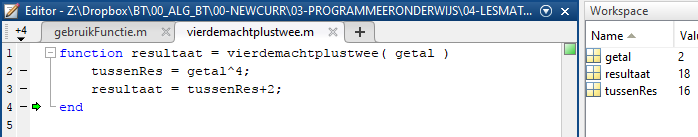 Editor - Z:\Dropbox\BT\00_ALG_BT\00-NEWCURR\03-PROGRAMMEERONDERWIJS\04-LESMAT
+4 gebruikFunctie.m vierdemachtplustwee.m
1 function resultaat = vierdemachtplustwee( getal )
2 - tussenRes = getal^4;
3 - resultaat = tussenRes+2;
4 - end
5
Workspace
Name Valu
getal 2
resultaat 18
tussenRes 16